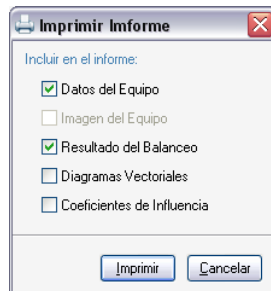 Imprimir Imforme
Incluir en el informe:
Datos del Equipo
Imagen del Equipo
Resultado del Balanceo
Diagramas Vectoriales
Coeficientes de Influencia
Imprimir Cancelar